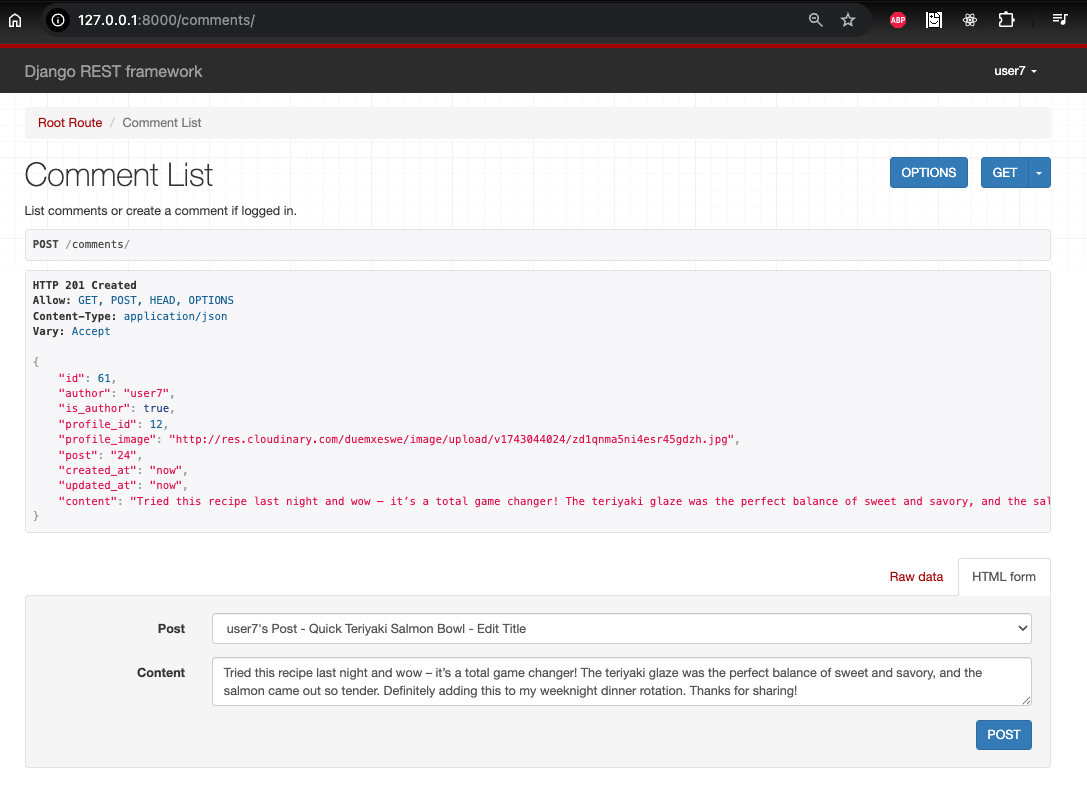 127.0.0.1:8000/comments/
ABP
Django REST framework
user7
Root Route / Comment List
Comment List
OPTIONS
GET
List comments or create a comment if logged in.
POST /comments/
HTTP 201 Created
Allow: GET, POST, HEAD, OPTIONS
Content-Type: application/json
Vary: Accept
{
"id": 61,
"author": "user7",
"is_author": true,
"profile_id": 12,
"profile_image": "http://res.cloudinary.com/duemxeswe/image/upload/v1743044024/zd1qnma5ni4esr45gdzh.jpg",
"post": "24",
"created_at": "now",
"updated_at": "now",
"content": "Tried this recipe last night and wow – it’s a total game changer! The teriyaki glaze was the perfect balance of sweet and savory, and the sal
}
Raw data
HTML form
Post
user7's Post - Quick Teriyaki Salmon Bowl - Edit Title
Content
Tried this recipe last night and wow – it’s a total game changer! The teriyaki glaze was the perfect balance of sweet and savory, and the
salmon came out so tender. Definitely adding this to my weeknight dinner rotation. Thanks for sharing!
POST